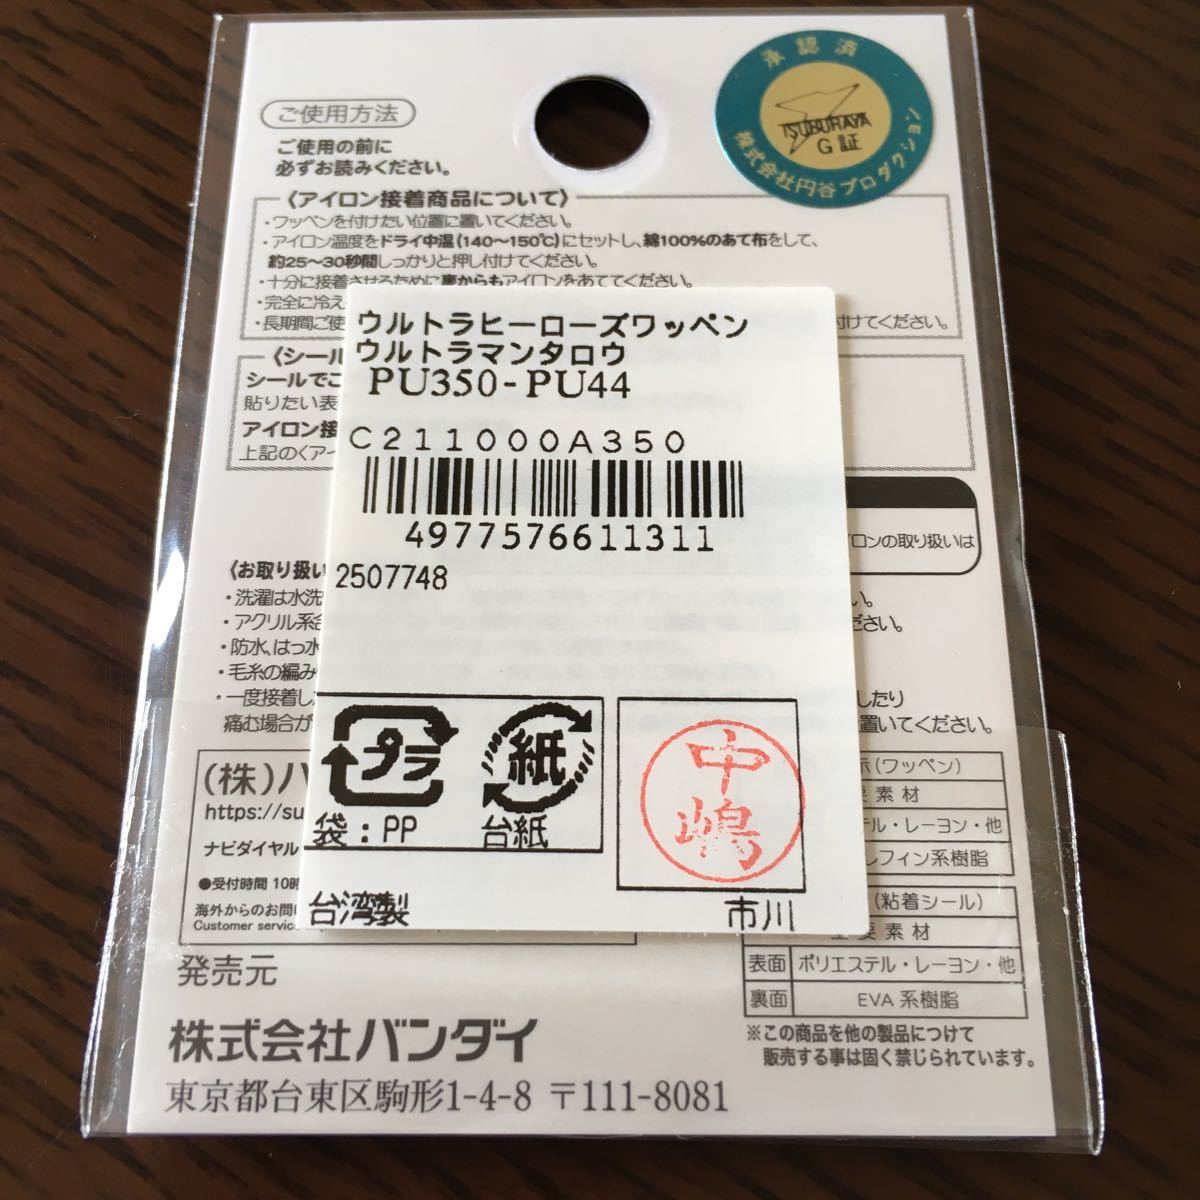 ご使用方法
承認済
TSUBURAYA
G証
株式会社円谷プロダクション
ご使用の前に
必ずお読みください。
〈アイロン接着商品について〉
・ワッペンを付けたい位置に置いてください。
・アイロン温度をドライ中温(140〜150℃)にセットし、綿100%のあて布をして、
約25〜30秒間しっかりと押し付けてください。
・十分に接着させるために裏からもアイロンをあててください。
・完全に冷え
・長期間ご使 付けてください。
〈シール
シールでこ
貼りたい表
アイロン接
上記の〈アイ
ウルトラヒーローズワッペン
ウルトラマンタロウ
PU350-PU44
C211000A350
4977576611311
2507748
イロンの取り扱いは
〈お取り扱い
・洗濯は水洗 い。
・アクリル系合 ださい。
・防水、はっ水
・毛糸の編み
・一度接着し したり
痛む場合が 置いてください。
プラ
紙
袋:PP 台紙
中嶋
台湾製
市川
(株)バ
https://su
ナビダイヤル
●受付時間 10時
海外からのお問い
Customer service
示(ワッペン)
要素材
ステル・レーヨン・他
レフィン系樹脂
(粘着シール)
主要素材
表面 ポリエステル・レーヨン・他
裏面 EVA系樹脂
※この商品を他の製品につけて
販売する事は固く禁じられています。
発売元
株式会社バンダイ
東京都台東区駒形1-4-8 〒111-8081